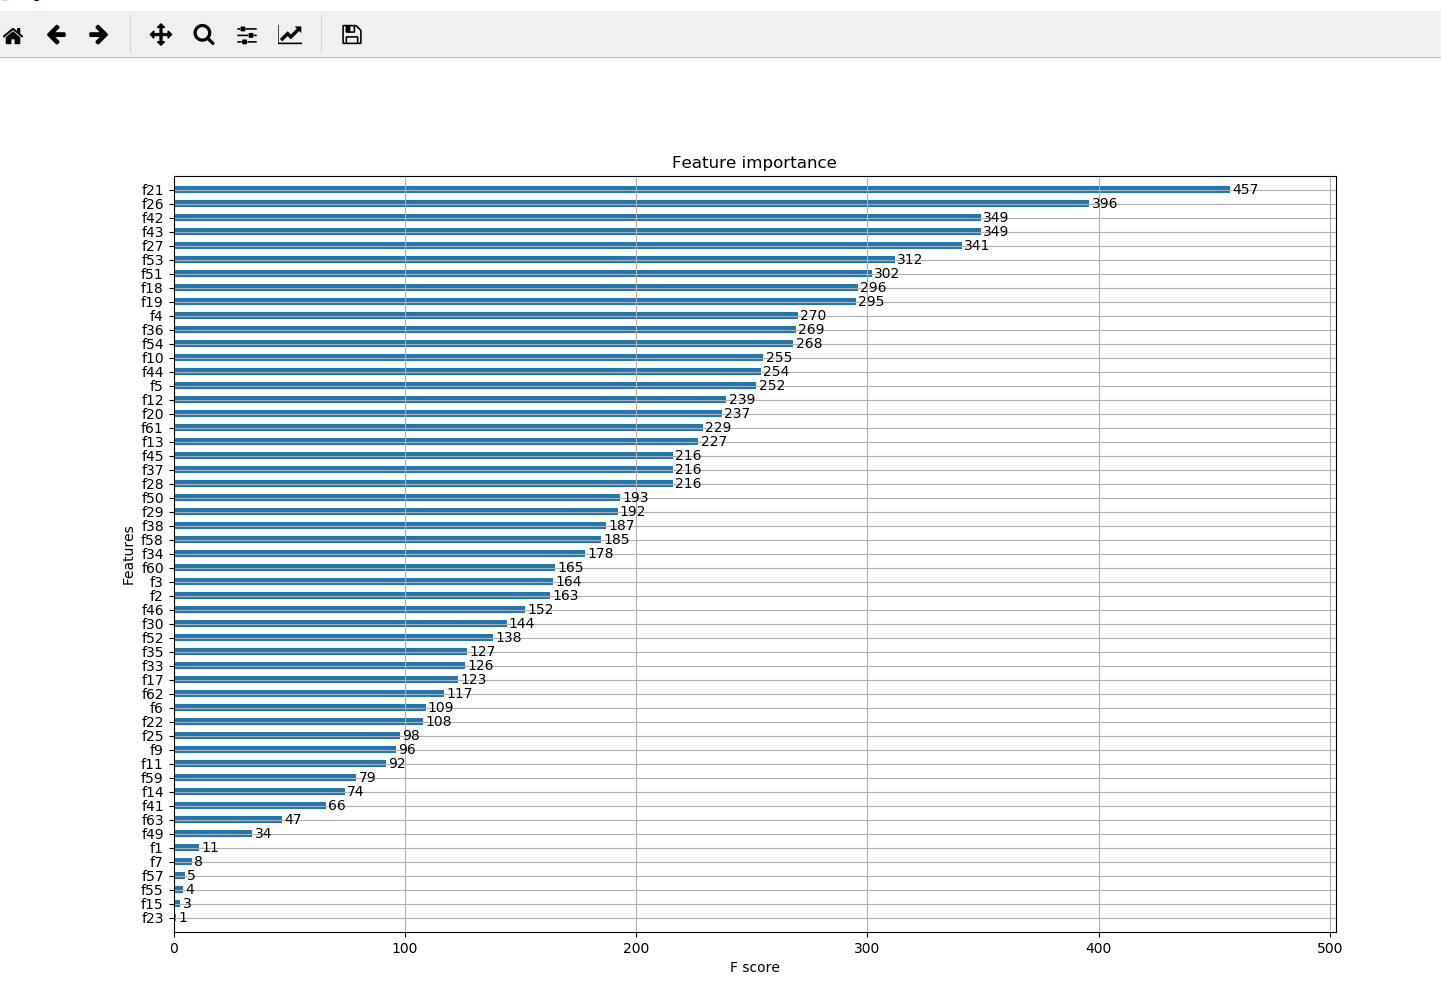 Feature importance
f21 457
f26 396
f42 349
f43 349
f27 341
f53 312
f51 302
f18 296
f19 295
f4 270
f36 269
f54 268
f10 255
f44 254
f5 252
f12 239
f20 237
f61 229
f13 227
f45 216
f37 216
f28 216
f50 193
f29 192
f38 187
f58 185
f34 178
f60 165
f3 164
f2 163
f46 152
f30 144
f52 138
f35 127
f33 126
f17 123
f62 117
f6 109
f22 108
f25 98
f9 96
f11 92
f59 79
f14 74
f41 66
f63 47
f49 34
f1 11
f7 8
f57 5
f55 4
f15 3
f23 1
Features
0 100 200 300 400 500
F score